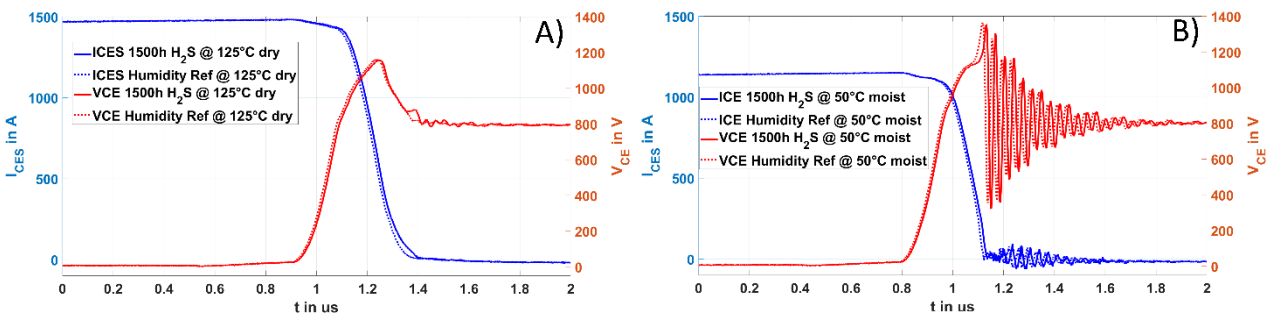 A)
1500
1000
500
0
I_CES in A
ICES 1500h H₂S @ 125°C dry
ICES Humidity Ref @ 125°C dry
VCE 1500h H₂S @ 125°C dry
VCE Humidity Ref @ 125°C dry
1400
1200
1000
800
600
400
200
0
V_CE in V
0 0.2 0.4 0.6 0.8 1 1.2 1.4 1.6 1.8 2
t in us
B)
1500
1000
500
0
I_CES in A
ICE 1500h H₂S @ 50°C moist
ICE Humidity Ref @ 50°C moist
VCE 1500h H₂S @ 50°C moist
VCE Humidity Ref @ 50°C moist
1400
1200
1000
800
600
400
200
0
V_CE in V
0 0.2 0.4 0.6 0.8 1 1.2 1.4 1.6 1.8 2
t in us